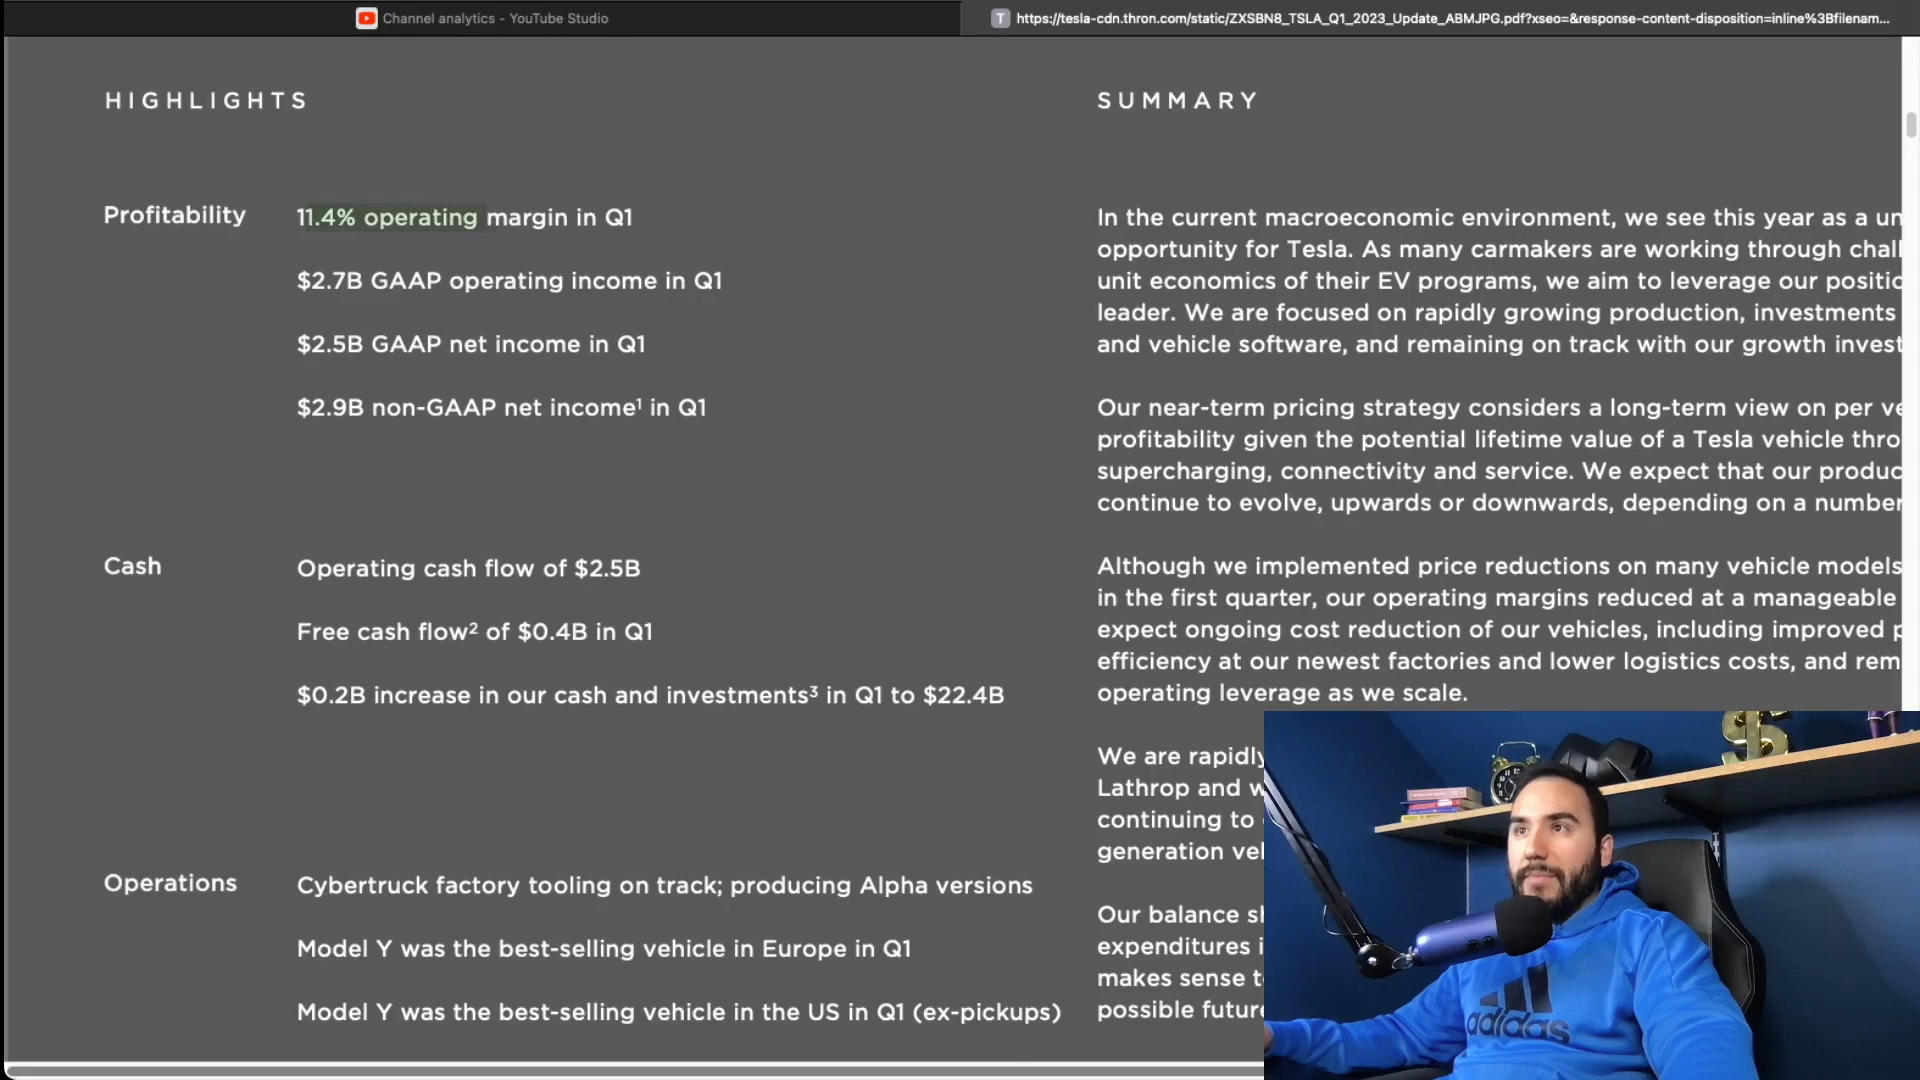 Channel analytics - YouTube Studio
T https://tesla-cdn.thron.com/static/ZXSBN8_TSLA_Q1_2023_Update_ABMJPG.pdf?xseo=&response-content-disposition=inline%3Bfilenam...
HIGHLIGHTS
Profitability
11.4% operating margin in Q1
$2.7B GAAP operating income in Q1
$2.5B GAAP net income in Q1
$2.9B non-GAAP net income¹ in Q1
Cash
Operating cash flow of $2.5B
Free cash flow² of $0.4B in Q1
$0.2B increase in our cash and investments³ in Q1 to $22.4B
Operations
Cybertruck factory tooling on track; producing Alpha versions
Model Y was the best-selling vehicle in Europe in Q1
Model Y was the best-selling vehicle in the US in Q1 (ex-pickups)
SUMMARY
In the current macroeconomic environment, we see this year as a un
opportunity for Tesla. As many carmakers are working through chal
unit economics of their EV programs, we aim to leverage our positio
leader. We are focused on rapidly growing production, investments
and vehicle software, and remaining on track with our growth invest
Our near-term pricing strategy considers a long-term view on per ve
profitability given the potential lifetime value of a Tesla vehicle thro
supercharging, connectivity and service. We expect that our produc
continue to evolve, upwards or downwards, depending on a number
Although we implemented price reductions on many vehicle models
in the first quarter, our operating margins reduced at a manageable
expect ongoing cost reduction of our vehicles, including improved p
efficiency at our newest factories and lower logistics costs, and rem
operating leverage as we scale.
We are rapidly
Lathrop and w
continuing to
generation vel
Our balance sl
expenditures i
makes sense t
possible future
adidas